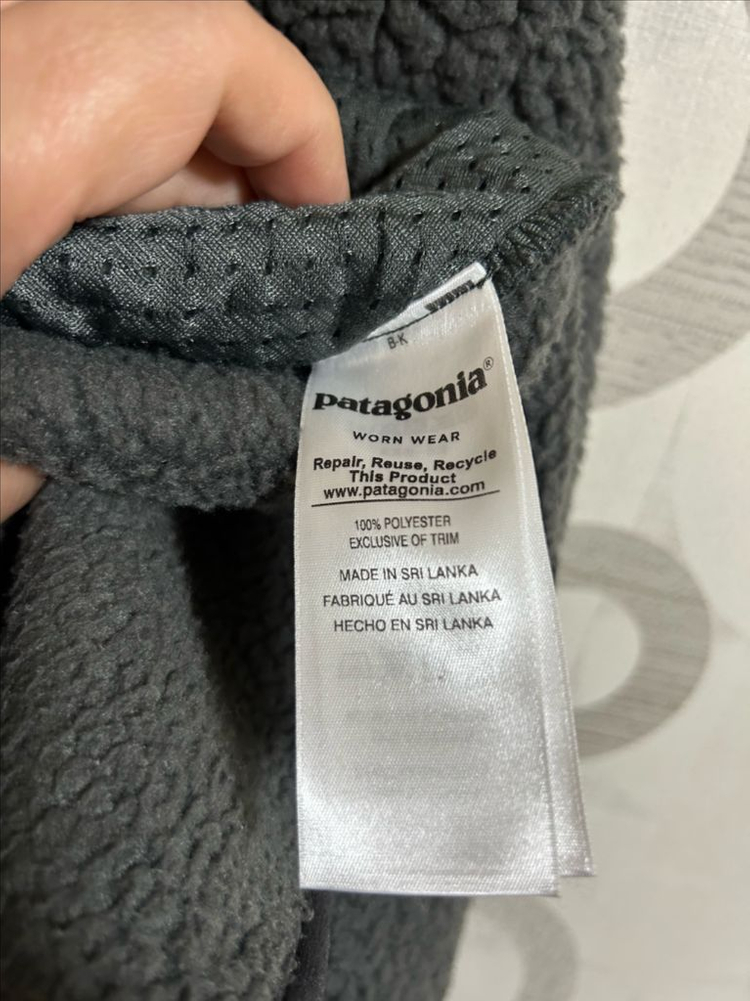 B-K
patagonia®
WORN WEAR
Repair, Reuse, Recycle
This Product
www.patagonia.com
100% POLYESTER
EXCLUSIVE OF TRIM
MADE IN SRI LANKA
FABRIQUÉ AU SRI LANKA
HECHO EN SRI LANKA